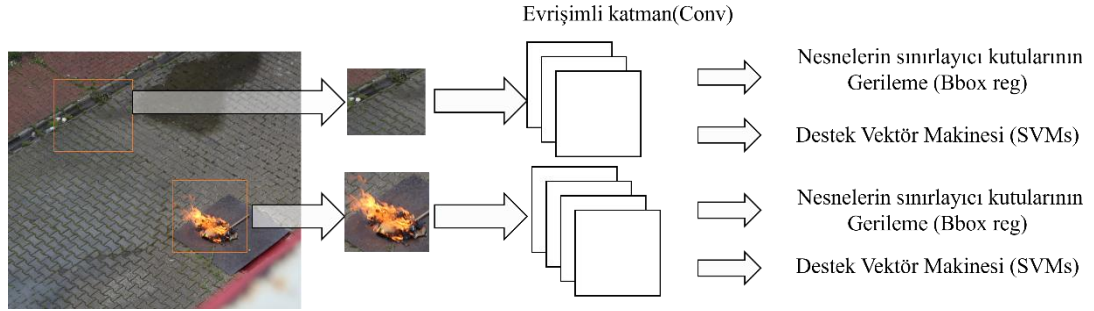 Evrişimli katman(Conv)
Nesnelerin sınırlayıcı kutularının
Gerileme (Bbox reg)
Destek Vektör Makinesi (SVMs)
Nesnelerin sınırlayıcı kutularının
Gerileme (Bbox reg)
Destek Vektör Makinesi (SVMs)